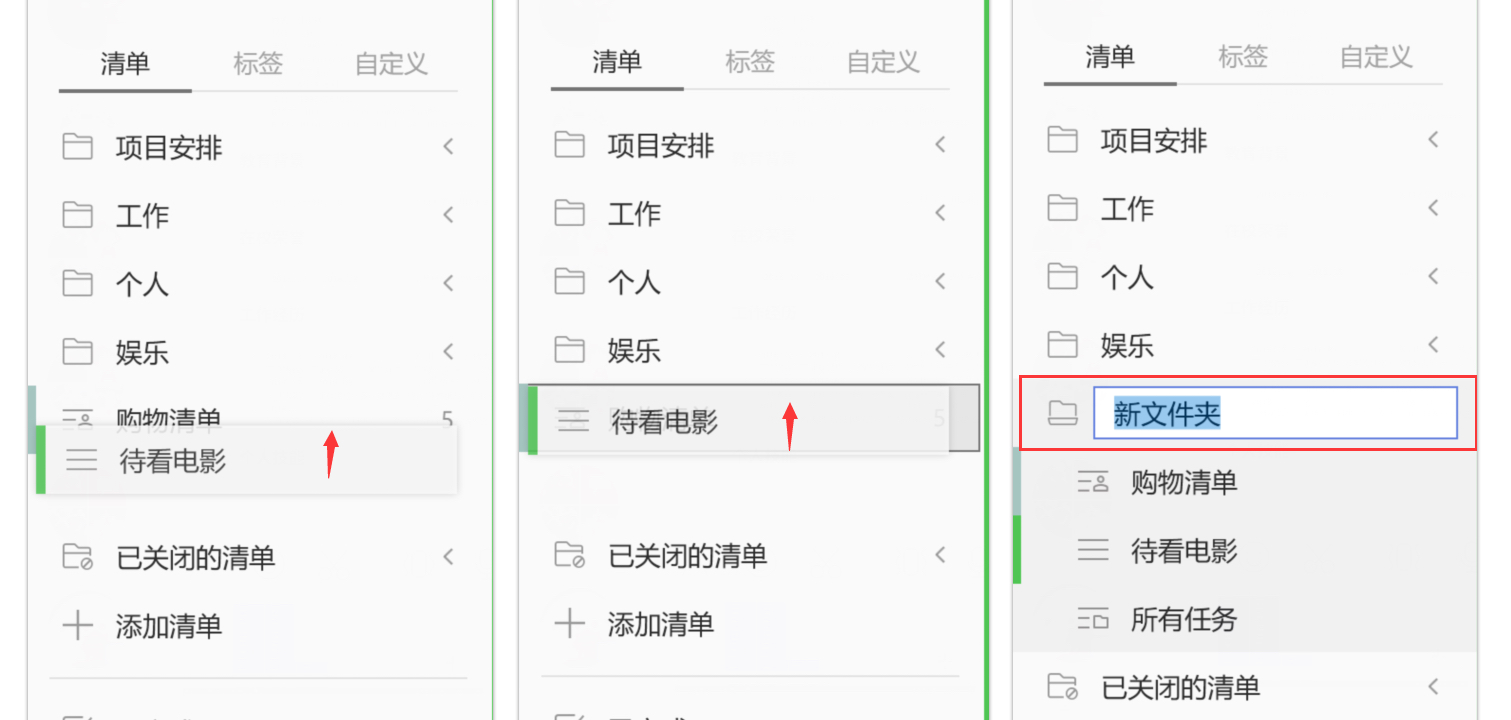 清单 标签 自定义
项目安排
工作
个人
娱乐
购物清单 5
待看电影
已关闭的清单
添加清单
清单 标签 自定义
项目安排
工作
个人
娱乐
待看电影 5
已关闭的清单
添加清单
清单 标签 自定义
项目安排
工作
个人
娱乐
新文件夹
购物清单
待看电影
所有任务
已关闭的清单